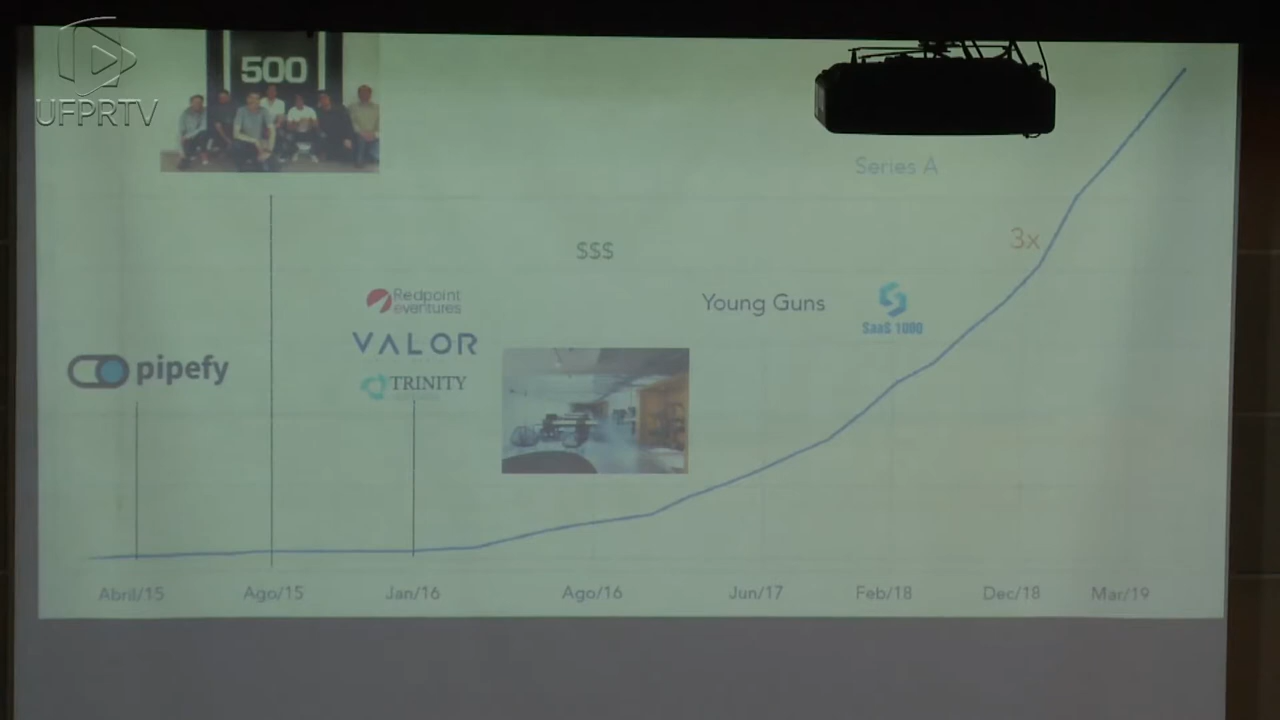 UFPRTV
500
Series A
$$$
3x
Redpoint
eventures
Young Guns
SaaS 1000
VALOR
pipefy
TRINITY
Abril/15
Ago/15
Jan/16
Ago/16
Jun/17
Feb/18
Dec/18
Mar/19